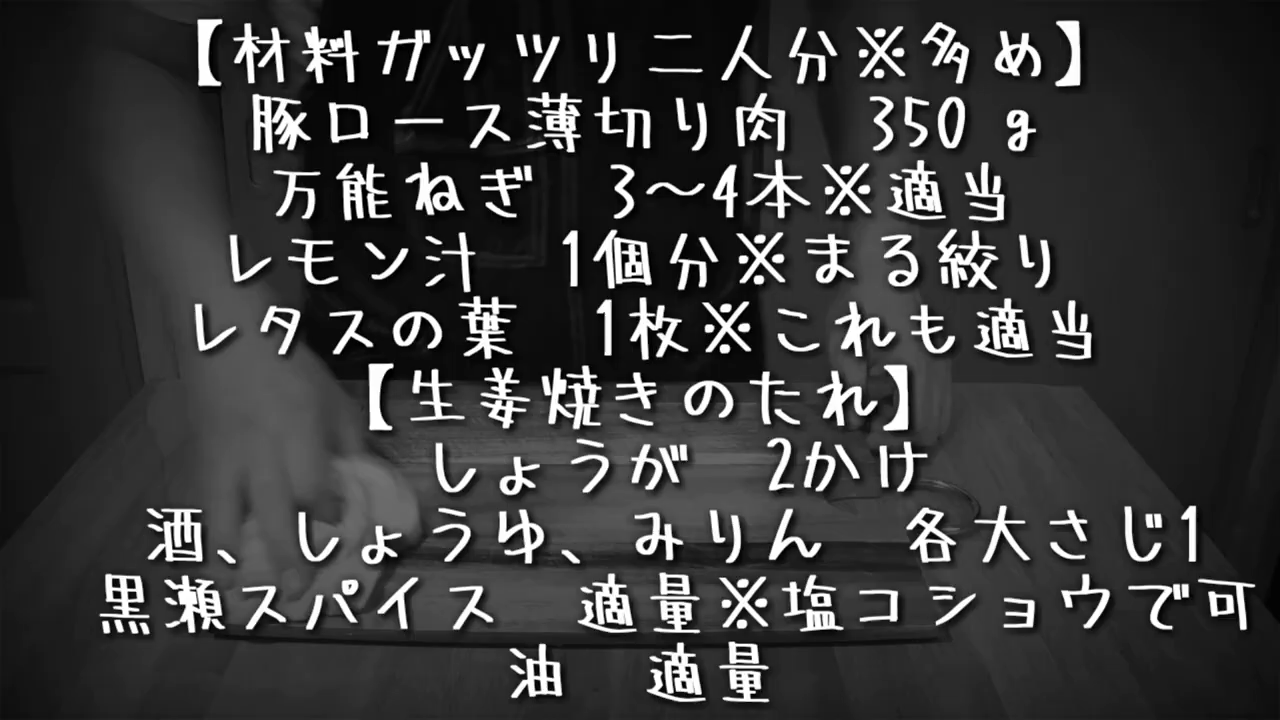 【材料ガッツリ二人分※多め】
豚ロース薄切り肉　350 g
万能ねぎ　3〜4本※適当
レモン汁　1個分※まる絞り
レタスの葉　1枚※これも適当
【生姜焼きのたれ】
しょうが　2かけ
酒、しょうゆ、みりん　各大さじ1
黒瀬スパイス　適量※塩コショウで可
油　適量